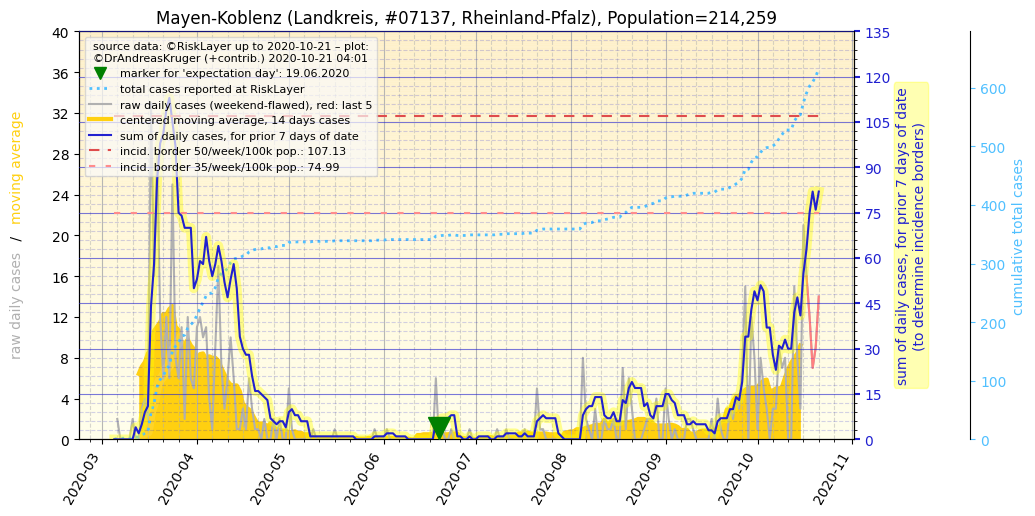 Mayen-Koblenz (Landkreis, #07137, Rheinland-Pfalz), Population=214,259
source data: ©RiskLayer up to 2020-10-21 – plot:
©DrAndreasKruger (+contrib.) 2020-10-21 04:01
marker for 'expectation day': 19.06.2020
total cases reported at RiskLayer
raw daily cases (weekend-flawed), red: last 5
centered moving average, 14 days cases
sum of daily cases, for prior 7 days of date
incid. border 50/week/100k pop.: 107.13
incid. border 35/week/100k pop.: 74.99
raw daily cases / moving average
40
36
32
28
24
20
16
12
8
4
0
135
120
105
90
75
60
45
30
15
0
sum of daily cases, for prior 7 days of date
(to determine incidence borders)
600
500
400
300
200
100
0
cumulative total cases
2020-03
2020-04
2020-05
2020-06
2020-07
2020-08
2020-09
2020-10
2020-11